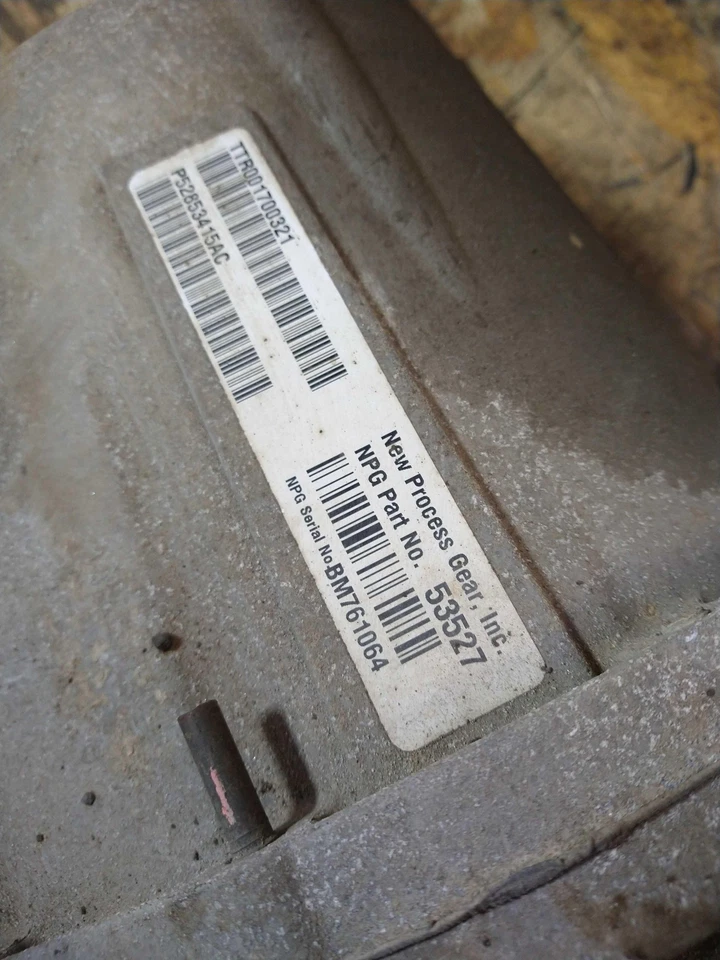 TTR001700321
P52853415AC
New Process Gear, Inc.
NPG Part No. 53527
NPG Serial No.BM761064